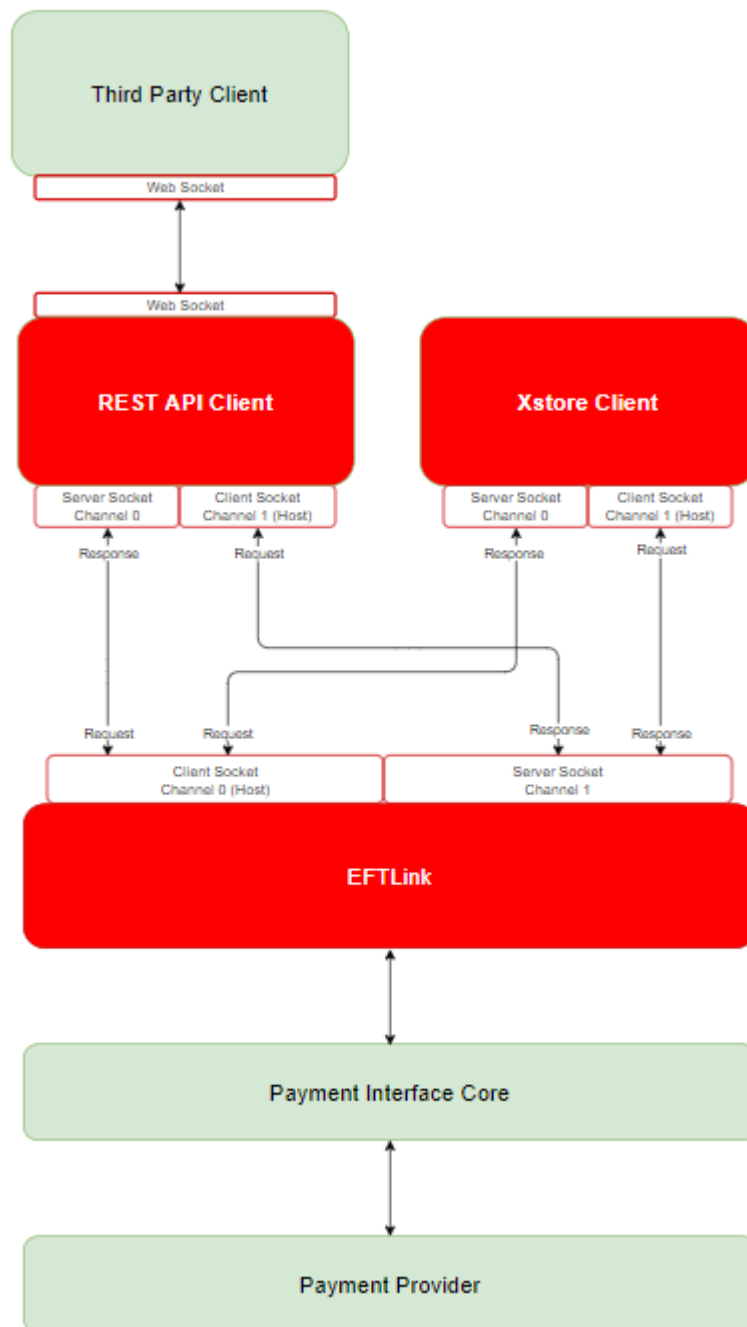 Third Party Client
Web Socket
Web Socket
REST API Client
Xstore Client
Server Socket
Channel 0
Client Socket
Channel 1 (Host)
Server Socket
Channel 0
Client Socket
Channel 1 (Host)
Response
Request
Response
Request
Request
Request
Response
Response
Client Socket
Channel 0 (Host)
Server Socket
Channel 1
EFTLink
Payment Interface Core
Payment Provider